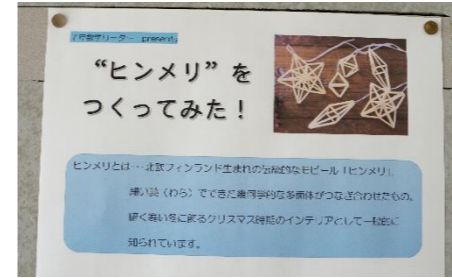 presents
“ヒンメリ”を
つくってみた！
ヒンメリとは・・・北欧フィンランド生まれの伝統的なモビール「ヒンメリ」
細い藁（わら）でできた幾何学的な多面体がつなぎ合わせたもの。
暗く寒い冬に飾るクリスマス時期のインテリアとして一般的に
知られています。